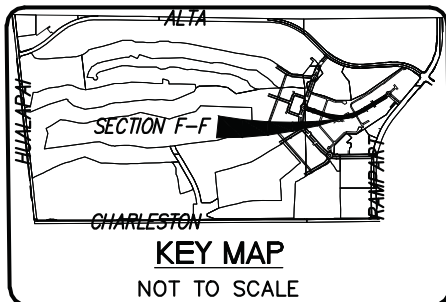 ALTA
HUALAPAI
SECTION F-F
RAMPART
CHARLESTON
KEY MAP
NOT TO SCALE